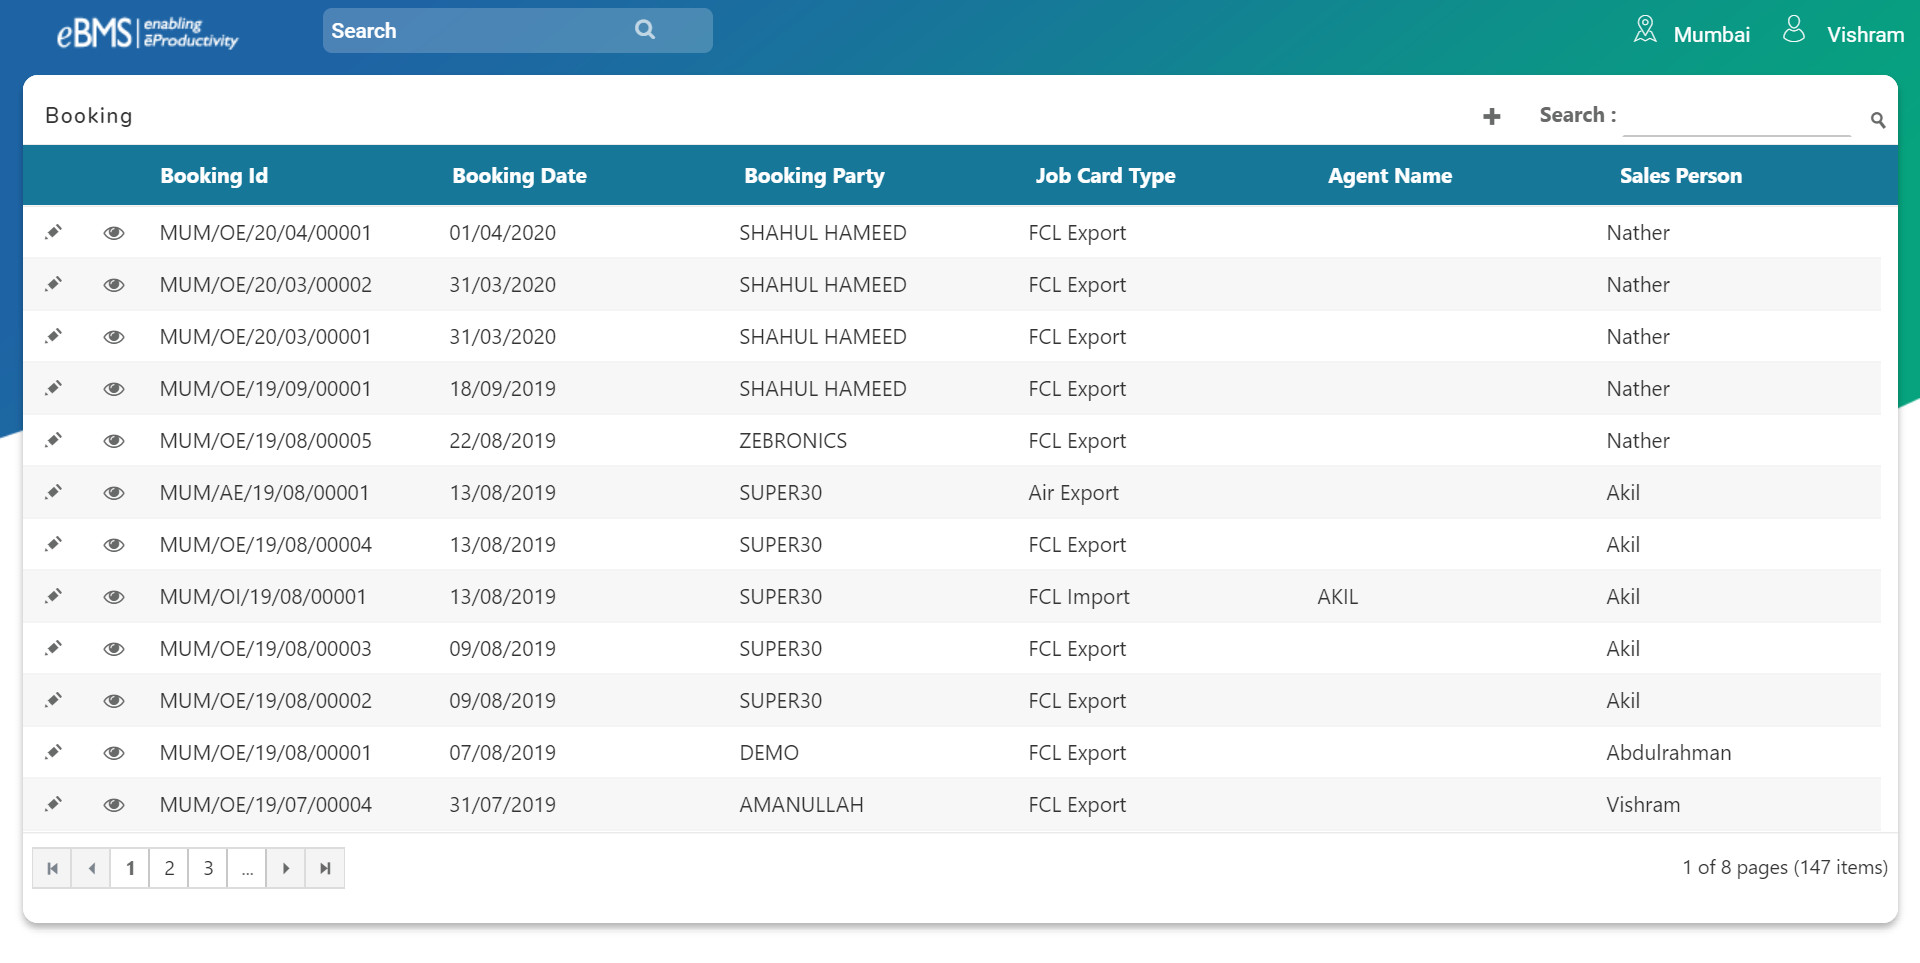 eBMS enabling
ēProductivity
Search
Mumbai
Vishram
Booking
Search :
Booking Id Booking Date Booking Party Job Card Type Agent Name Sales Person
MUM/OE/20/04/00001 01/04/2020 SHAHUL HAMEED FCL Export Nather
MUM/OE/20/03/00002 31/03/2020 SHAHUL HAMEED FCL Export Nather
MUM/OE/20/03/00001 31/03/2020 SHAHUL HAMEED FCL Export Nather
MUM/OE/19/09/00001 18/09/2019 SHAHUL HAMEED FCL Export Nather
MUM/OE/19/08/00005 22/08/2019 ZEBRONICS FCL Export Nather
MUM/AE/19/08/00001 13/08/2019 SUPER30 Air Export Akil
MUM/OE/19/08/00004 13/08/2019 SUPER30 FCL Export Akil
MUM/OI/19/08/00001 13/08/2019 SUPER30 FCL Import AKIL Akil
MUM/OE/19/08/00003 09/08/2019 SUPER30 FCL Export Akil
MUM/OE/19/08/00002 09/08/2019 SUPER30 FCL Export Akil
MUM/OE/19/08/00001 07/08/2019 DEMO FCL Export Abdulrahman
MUM/OE/19/07/00004 31/07/2019 AMANULLAH FCL Export Vishram
1 2 3 ...
1 of 8 pages (147 items)